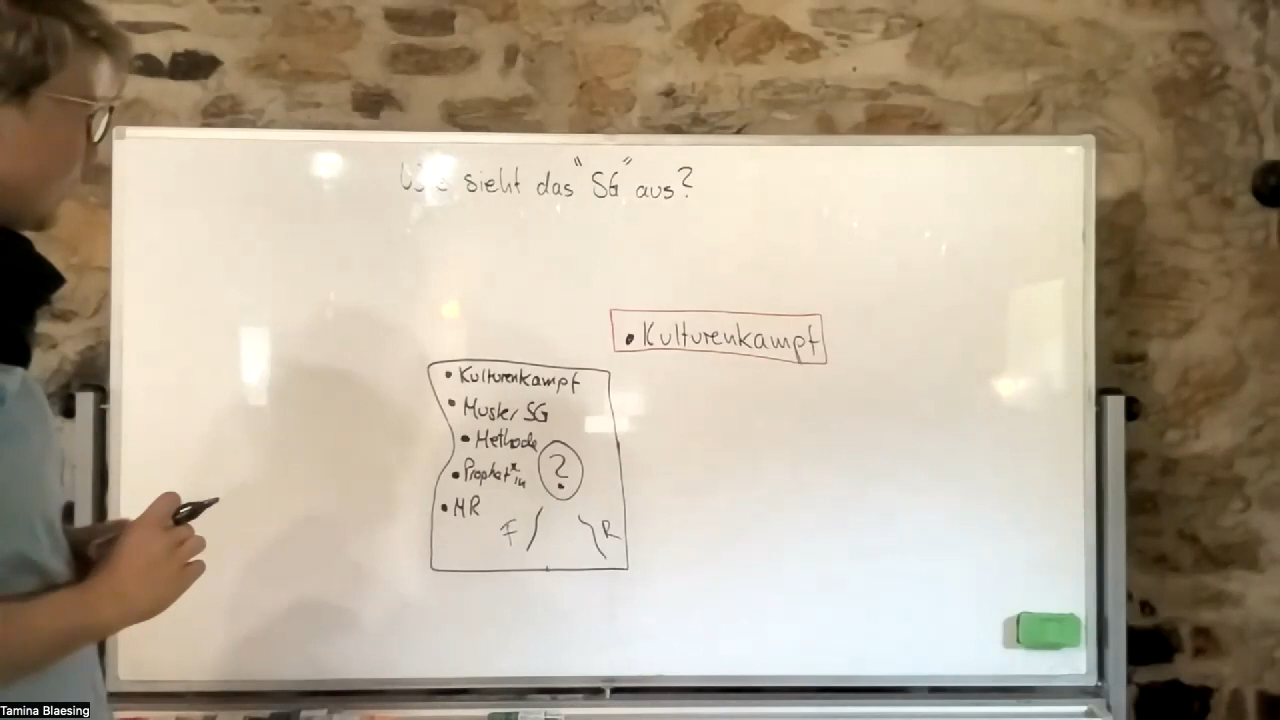 Wie sieht das "SG" aus?
• Kulturenkampf
• Kulturenkampf
• Muster SG
• Methode
• Prophet*in
?
• MR
F R
Tamina Blaesing